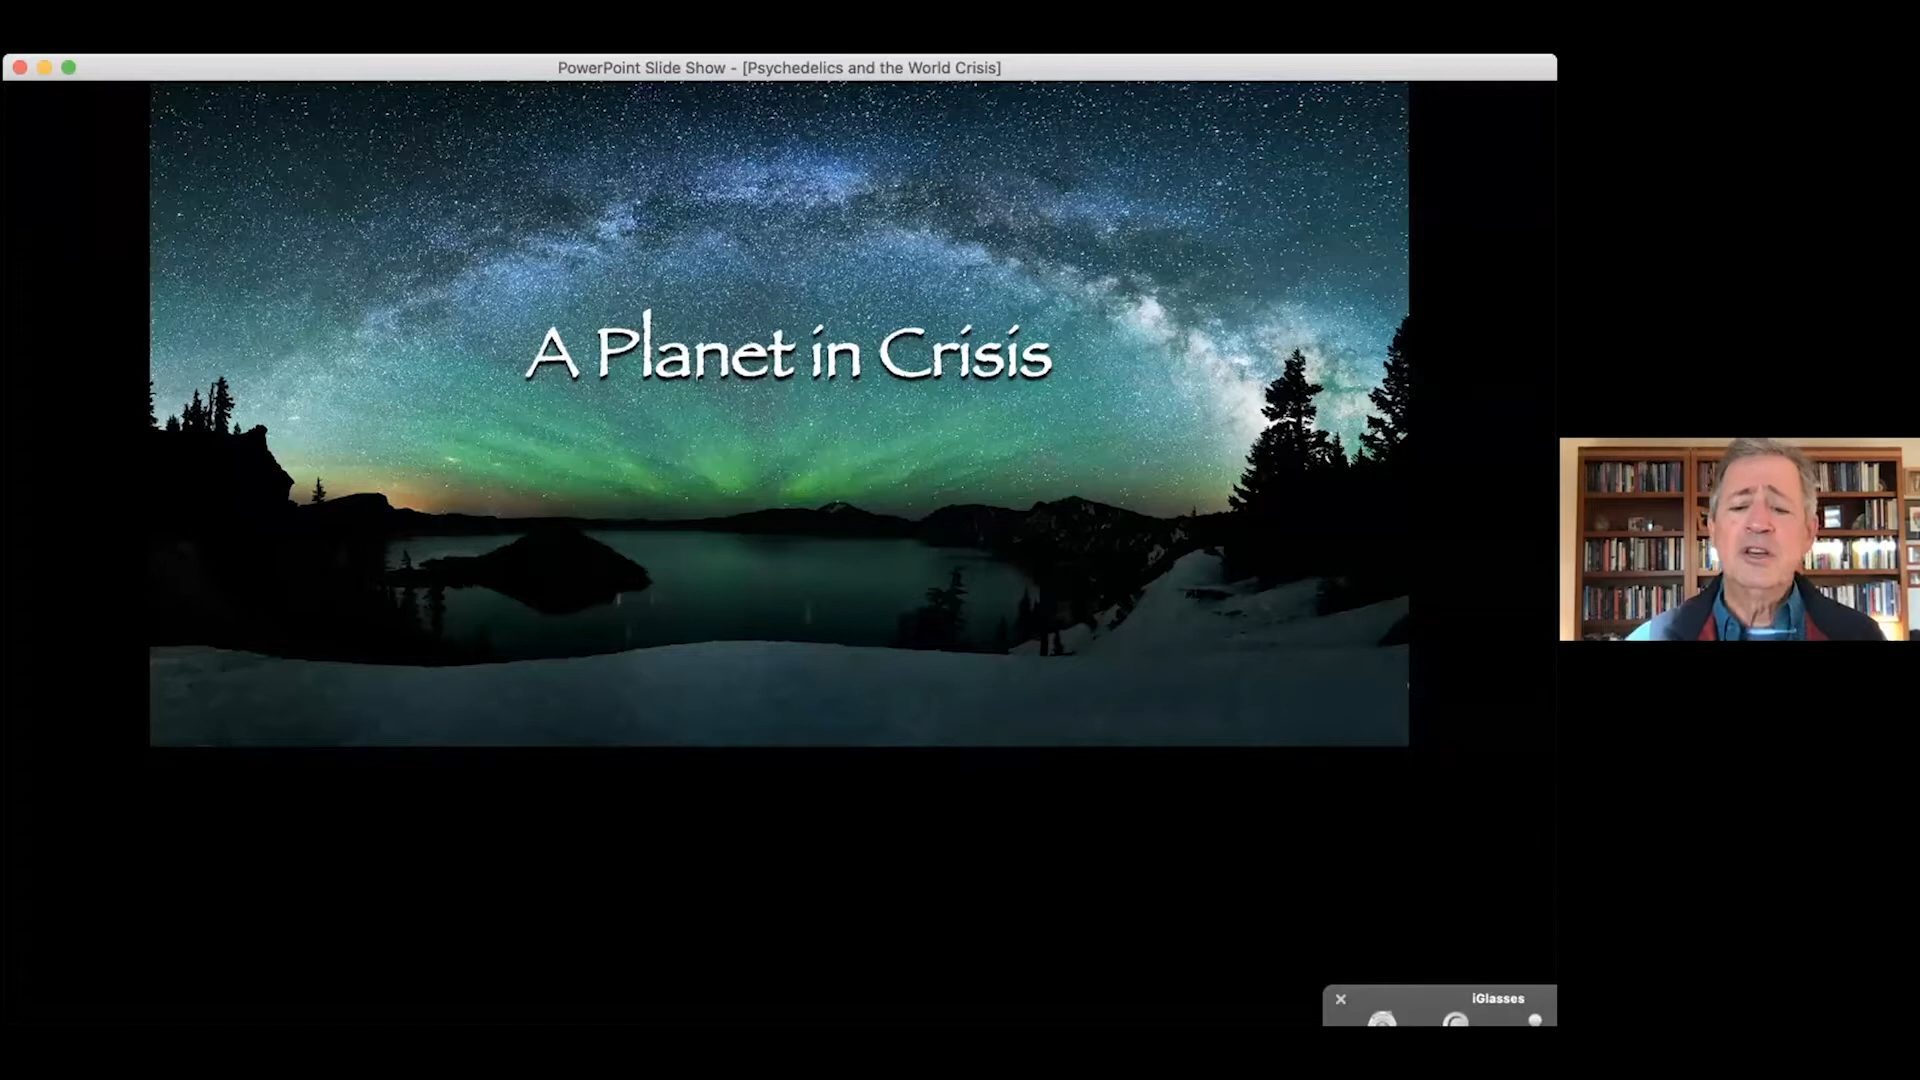 PowerPoint Slide Show - [Psychedelics and the World Crisis]
A Planet in Crisis
iGlasses